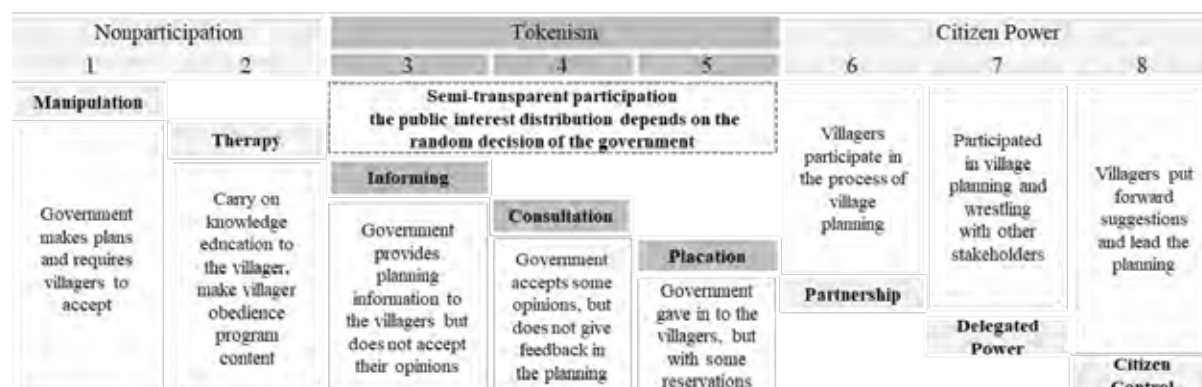 Nonparticipation
Tokenism
Citizen Power
1
2
3
4
5
6
7
8
Manipulation
Government
makes plans
and requires
villagers to
accept
Therapy
Carry on
knowledge
education to
the villager,
make villager
obedience
program
content
Semi-transparent participation
the public interest distribution depends on the
random decision of the government
Informing
Government
provides
planning
information to
the villagers but
does not accept
their opinions
Consultation
Government
accepts some
opinions, but
does not give
feedback in
the planning
Placation
Government
gave in to the
villagers, but
with some
reservations
Villagers
participate in
the process of
village
planning
Partnership
Participated
in village
planning and
wrestling
with other
stakeholders
Delegated
Power
Villagers put
forward
suggestions
and lead the
planning
Citizen
Control